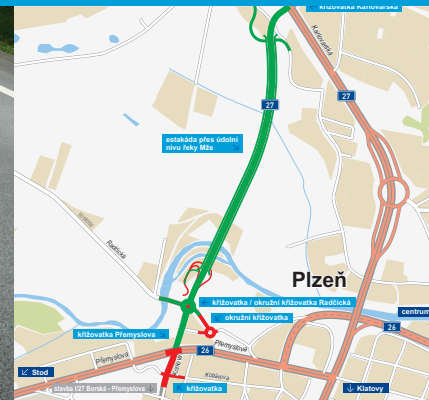 ← křižovatka Karlovarská
Karlovarská
27
27
estakáda přes údolní
nivu řeky Mže ↘
Radčická
Plzeň
← křižovatka / okružní křižovatka Radčická
centrum
↙ okružní křižovatka
26
křižovatka Přemyslova ↘
Přemyslova
Přemyslova
26
↙ Stod
Kollárova
stavba I/27 Borská - Přemyslova ↓
↖ křižovatka
↓ Klatovy